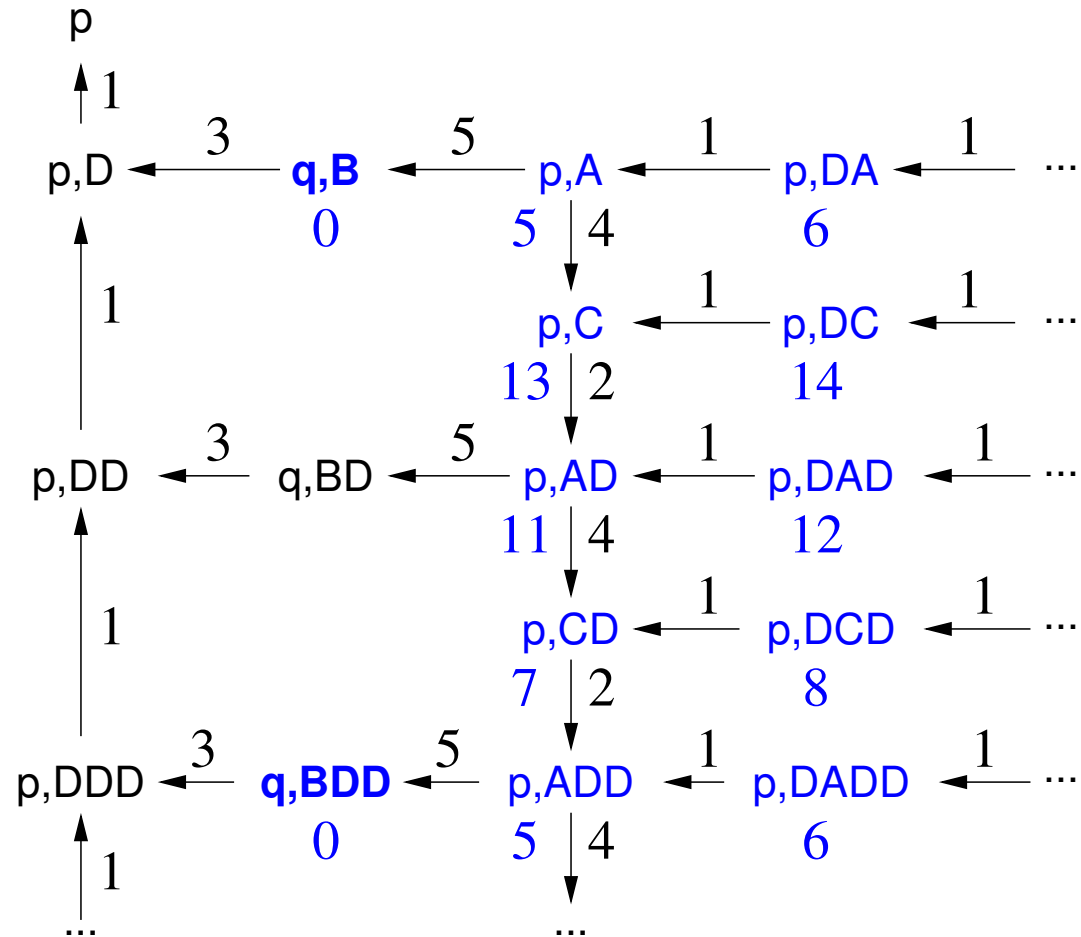 p
1
3 5 1 1
p,D q,B p,A p,DA ...
0 5 4 6
1 1 1
p,C p,DC ...
13 2 14
3 5 1 1
p,DD q,BD p,AD p,DAD ...
11 4 12
1 1 1
p,CD p,DCD ...
7 2 8
3 5 1 1
p,DDD q,BDD p,ADD p,DADD ...
0 5 4 6
1
... ...